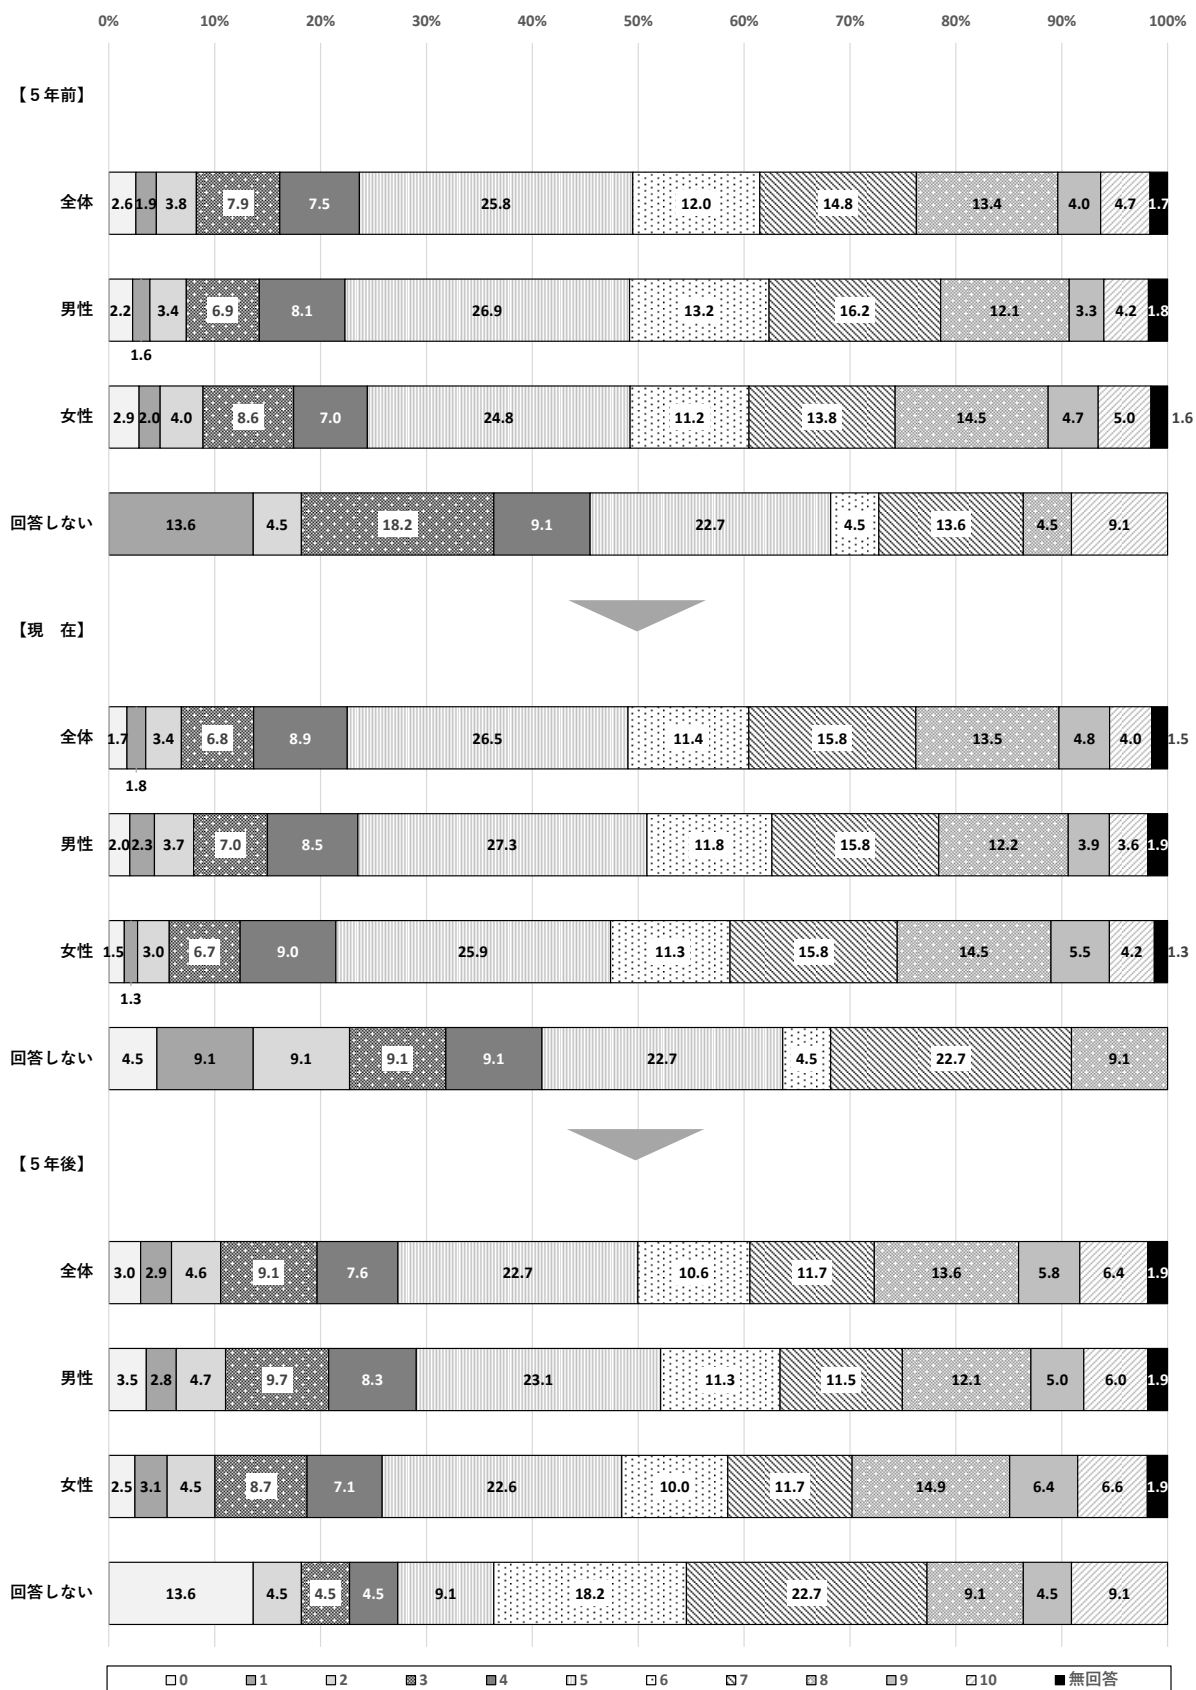 0% 10% 20% 30% 40% 50% 60% 70% 80% 90% 100%
【５年前】
全体 2.6 1.9 3.8 7.9 7.5 25.8 12.0 14.8 13.4 4.0 4.7 1.7
男性 2.2 3.4 6.9 8.1 26.9 13.2 16.2 12.1 3.3 4.2 1.8
1.6
女性 2.9 2.0 4.0 8.6 7.0 24.8 11.2 13.8 14.5 4.7 5.0 1.6
回答しない 13.6 4.5 18.2 9.1 22.7 4.5 13.6 4.5 9.1
【現　在】
全体 1.7 3.4 6.8 8.9 26.5 11.4 15.8 13.5 4.8 4.0 1.5
1.8
男性 2.0 2.3 3.7 7.0 8.5 27.3 11.8 15.8 12.2 3.9 3.6 1.9
女性 1.5 3.0 6.7 9.0 25.9 11.3 15.8 14.5 5.5 4.2 1.3
1.3
回答しない 4.5 9.1 9.1 9.1 9.1 22.7 4.5 22.7 9.1
【５年後】
全体 3.0 2.9 4.6 9.1 7.6 22.7 10.6 11.7 13.6 5.8 6.4 1.9
男性 3.5 2.8 4.7 9.7 8.3 23.1 11.3 11.5 12.1 5.0 6.0 1.9
女性 2.5 3.1 4.5 8.7 7.1 22.6 10.0 11.7 14.9 6.4 6.6 1.9
回答しない 13.6 4.5 4.5 4.5 9.1 18.2 22.7 9.1 4.5 9.1
0 1 2 3 4 5 6 7 8 9 10 無回答